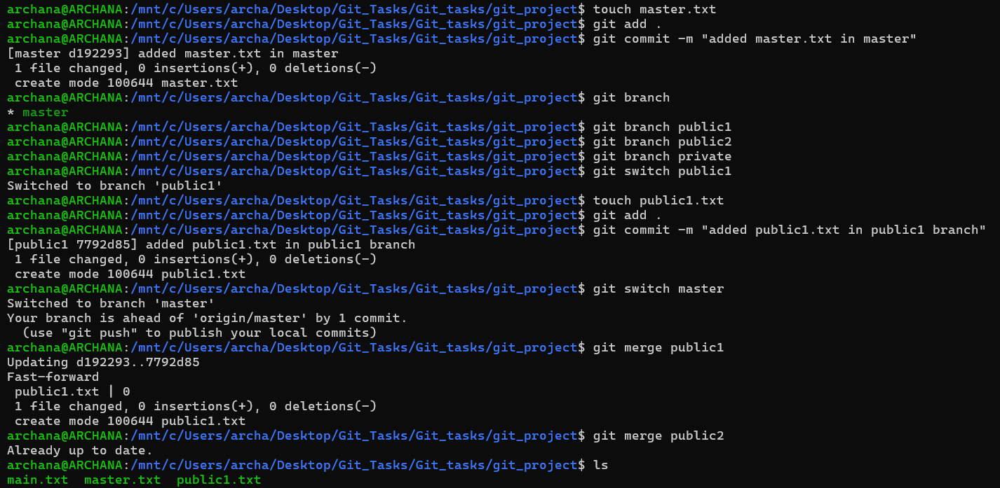 archana@ARCHANA:/mnt/c/Users/archa/Desktop/Git_Tasks/Git_tasks/git_project$ touch master.txt
archana@ARCHANA:/mnt/c/Users/archa/Desktop/Git_Tasks/Git_tasks/git_project$ git add .
archana@ARCHANA:/mnt/c/Users/archa/Desktop/Git_Tasks/Git_tasks/git_project$ git commit -m "added master.txt in master"
[master d192293] added master.txt in master
 1 file changed, 0 insertions(+), 0 deletions(-)
 create mode 100644 master.txt
archana@ARCHANA:/mnt/c/Users/archa/Desktop/Git_Tasks/Git_tasks/git_project$ git branch
* master
archana@ARCHANA:/mnt/c/Users/archa/Desktop/Git_Tasks/Git_tasks/git_project$ git branch public1
archana@ARCHANA:/mnt/c/Users/archa/Desktop/Git_Tasks/Git_tasks/git_project$ git branch public2
archana@ARCHANA:/mnt/c/Users/archa/Desktop/Git_Tasks/Git_tasks/git_project$ git branch private
archana@ARCHANA:/mnt/c/Users/archa/Desktop/Git_Tasks/Git_tasks/git_project$ git switch public1
Switched to branch 'public1'
archana@ARCHANA:/mnt/c/Users/archa/Desktop/Git_Tasks/Git_tasks/git_project$ touch public1.txt
archana@ARCHANA:/mnt/c/Users/archa/Desktop/Git_Tasks/Git_tasks/git_project$ git add .
archana@ARCHANA:/mnt/c/Users/archa/Desktop/Git_Tasks/Git_tasks/git_project$ git commit -m "added public1.txt in public1 branch"
[public1 7792d85] added public1.txt in public1 branch
 1 file changed, 0 insertions(+), 0 deletions(-)
 create mode 100644 public1.txt
archana@ARCHANA:/mnt/c/Users/archa/Desktop/Git_Tasks/Git_tasks/git_project$ git switch master
Switched to branch 'master'
Your branch is ahead of 'origin/master' by 1 commit.
  (use "git push" to publish your local commits)
archana@ARCHANA:/mnt/c/Users/archa/Desktop/Git_Tasks/Git_tasks/git_project$ git merge public1
Updating d192293..7792d85
Fast-forward
 public1.txt | 0
 1 file changed, 0 insertions(+), 0 deletions(-)
 create mode 100644 public1.txt
archana@ARCHANA:/mnt/c/Users/archa/Desktop/Git_Tasks/Git_tasks/git_project$ git merge public2
Already up to date.
archana@ARCHANA:/mnt/c/Users/archa/Desktop/Git_Tasks/Git_tasks/git_project$ ls
main.txt  master.txt  public1.txt